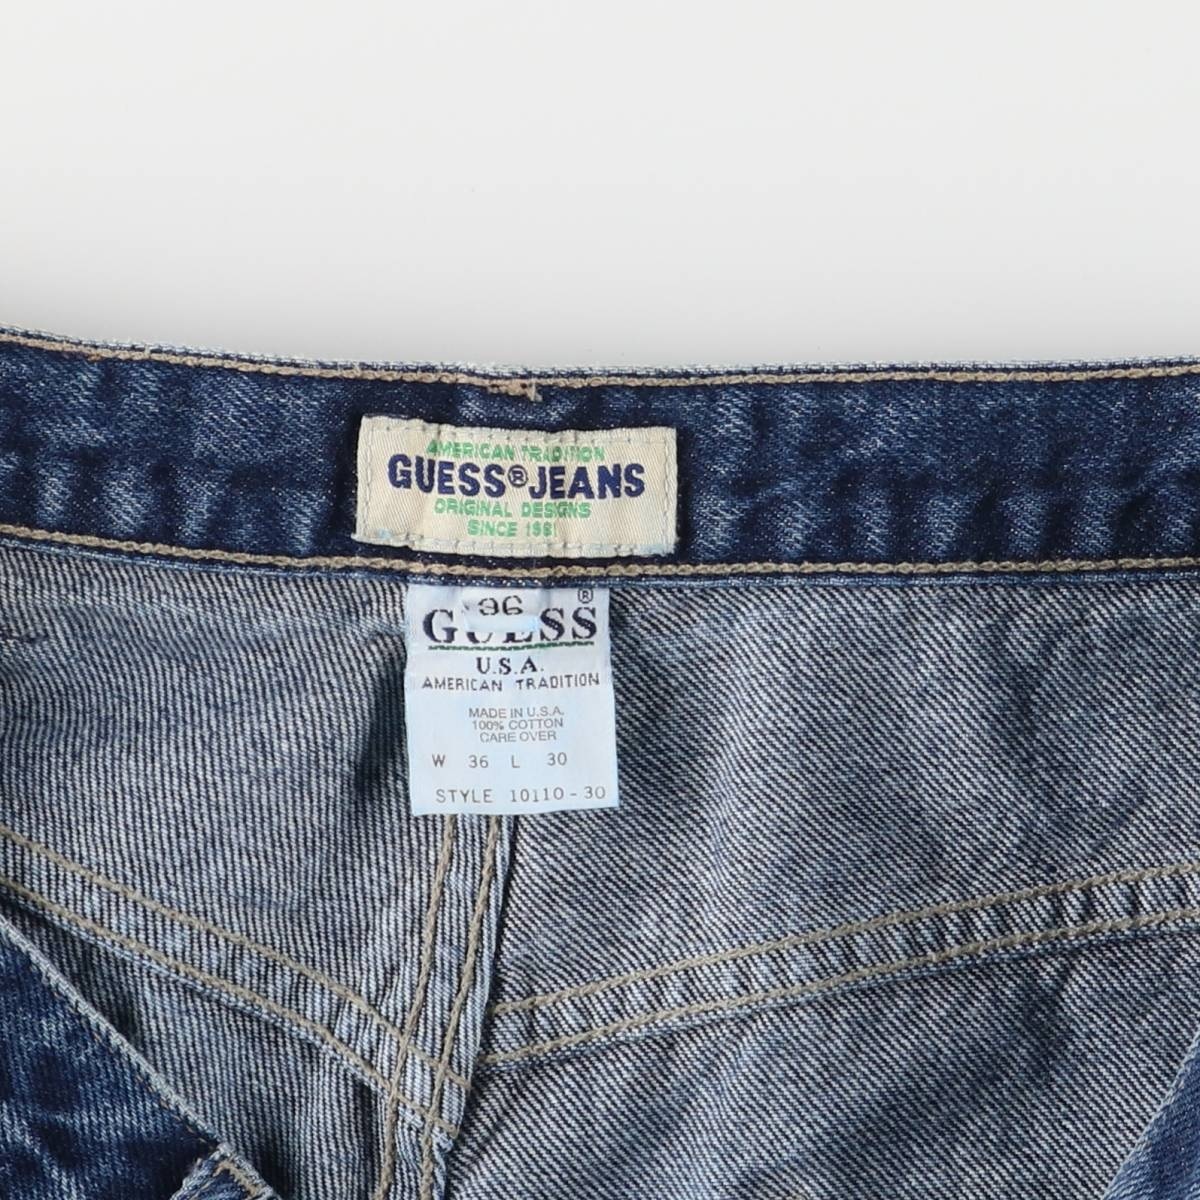 AMERICAN TRADITION
GUESS® JEANS
ORIGINAL DESIGNS
SINCE 1981
36
GUESS®
U.S.A.
AMERICAN TRADITION
MADE IN U.S.A.
100% COTTON
CARE OVER
W 36 L 30
STYLE 10110-30